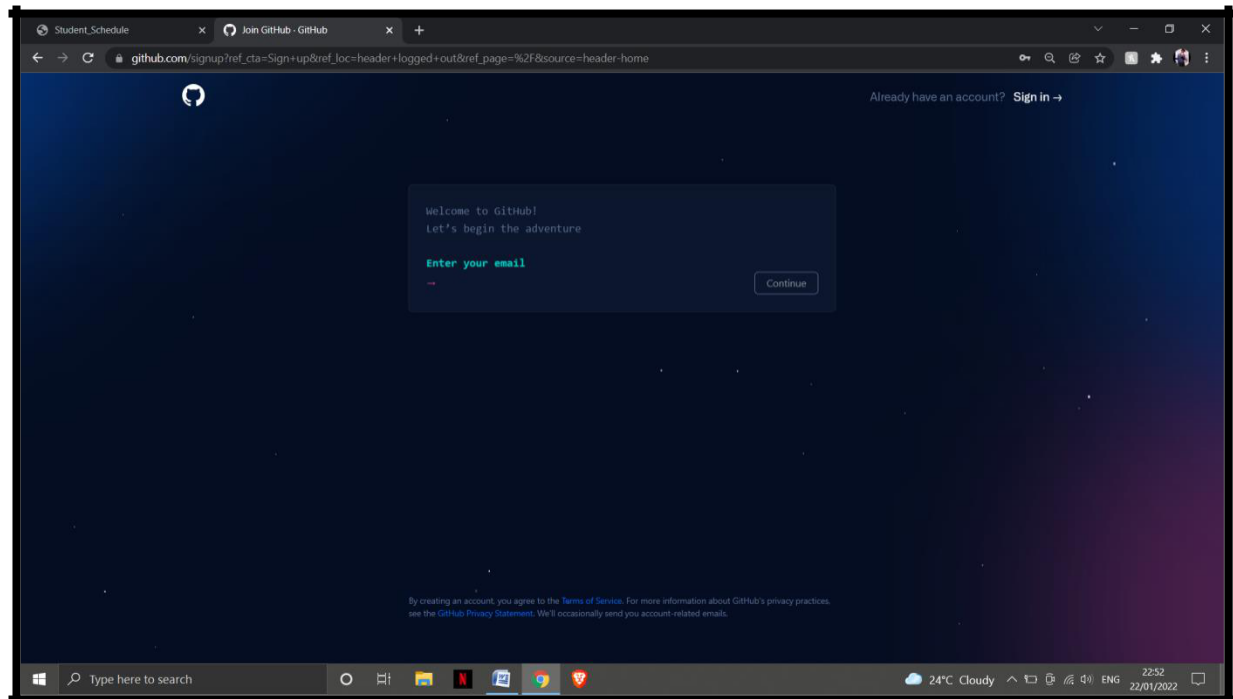 Student_Schedule
Join GitHub · GitHub
github.com/signup?ref_cta=Sign+up&ref_loc=header+logged+out&ref_page=%2F&source=header-home
Already have an account? Sign in →
Welcome to GitHub!
Let's begin the adventure
Enter your email
→
Continue
By creating an account, you agree to the Terms of Service. For more information about GitHub's privacy practices,
see the GitHub Privacy Statement. We'll occasionally send you account-related emails.
Type here to search
24°C Cloudy
ENG
22:52
22/01/2022